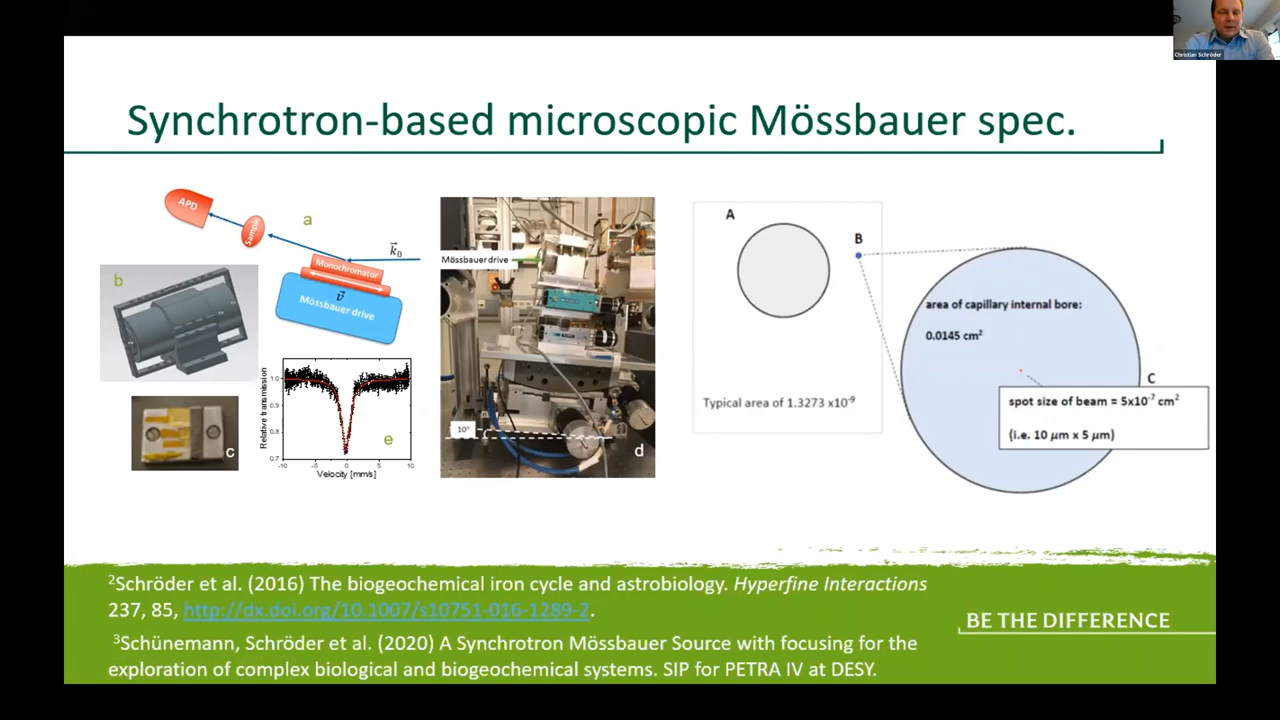 Christian Schröder
Synchrotron-based microscopic Mössbauer spec.
APD
Sample
a
k₀
Monochromator
v
Mössbauer drive
b
c
Relative transmission
1.0
0.9
0.8
0.7
-10
-5
0
5
10
Velocity [mm/s]
e
Mössbauer drive
10°
d
A
Typical area of 1.3273 x10⁻⁹
B
area of capillary internal bore:
0.0145 cm²
C
spot size of beam = 5x10⁻⁷ cm²
(i.e. 10 µm x 5 µm)
²Schröder et al. (2016) The biogeochemical iron cycle and astrobiology. Hyperfine Interactions
237, 85, http://dx.doi.org/10.1007/s10751-016-1289-2.
³Schünemann, Schröder et al. (2020) A Synchrotron Mössbauer Source with focusing for the
exploration of complex biological and biogeochemical systems. SIP for PETRA IV at DESY.
BE THE DIFFERENCE